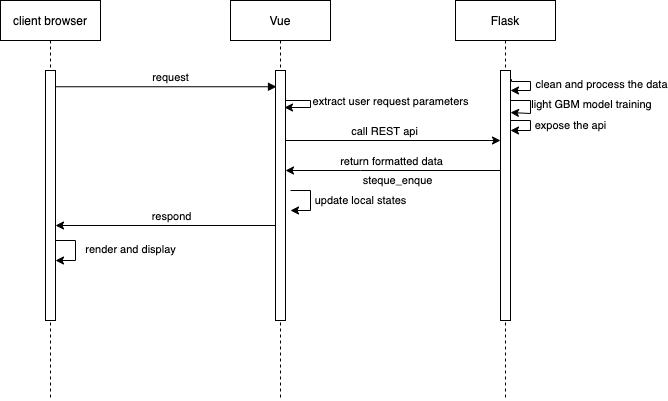 client browser
Vue
Flask
request
clean and process the data
extract user request parameters
light GBM model training
call REST api
expose the api
return formatted data
steque_enque
update local states
respond
render and display